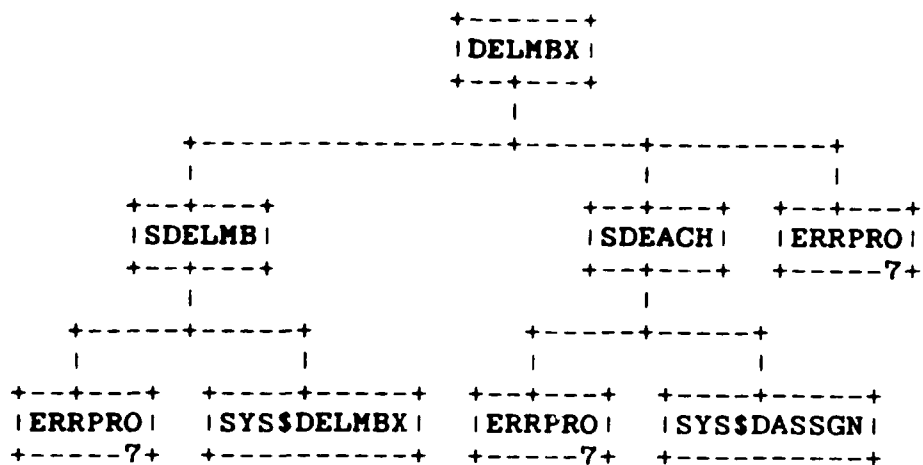 DELMBX
SDELMB SDEACH ERRPRO
7
ERRPRO SYS$DELMBX ERRPRO SYS$DASSGN
7 7